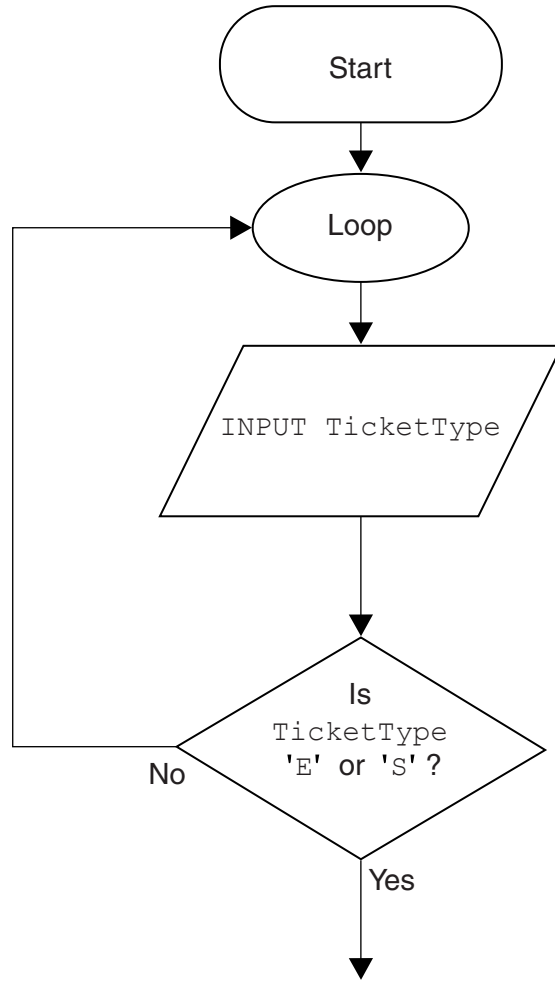 Start
Loop
INPUT TicketType
Is
TicketType
'E' or 'S' ?
No
Yes